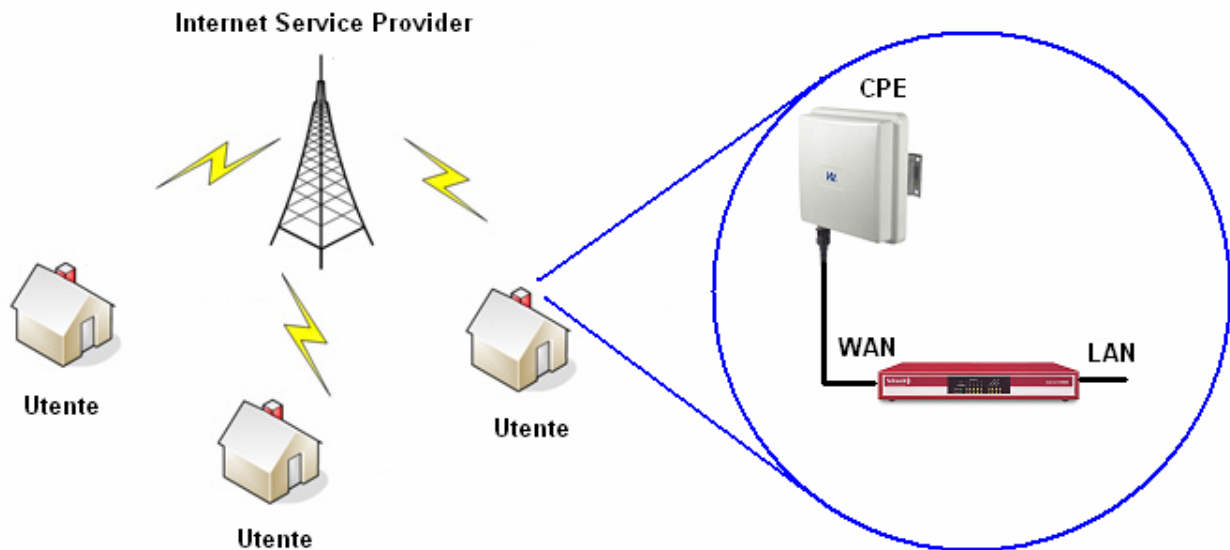 Internet Service Provider
CPE
WAN
LAN
Utente
Utente
Utente